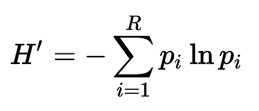 H′ = − ∑_{i=1}^{R} p_i ln p_i